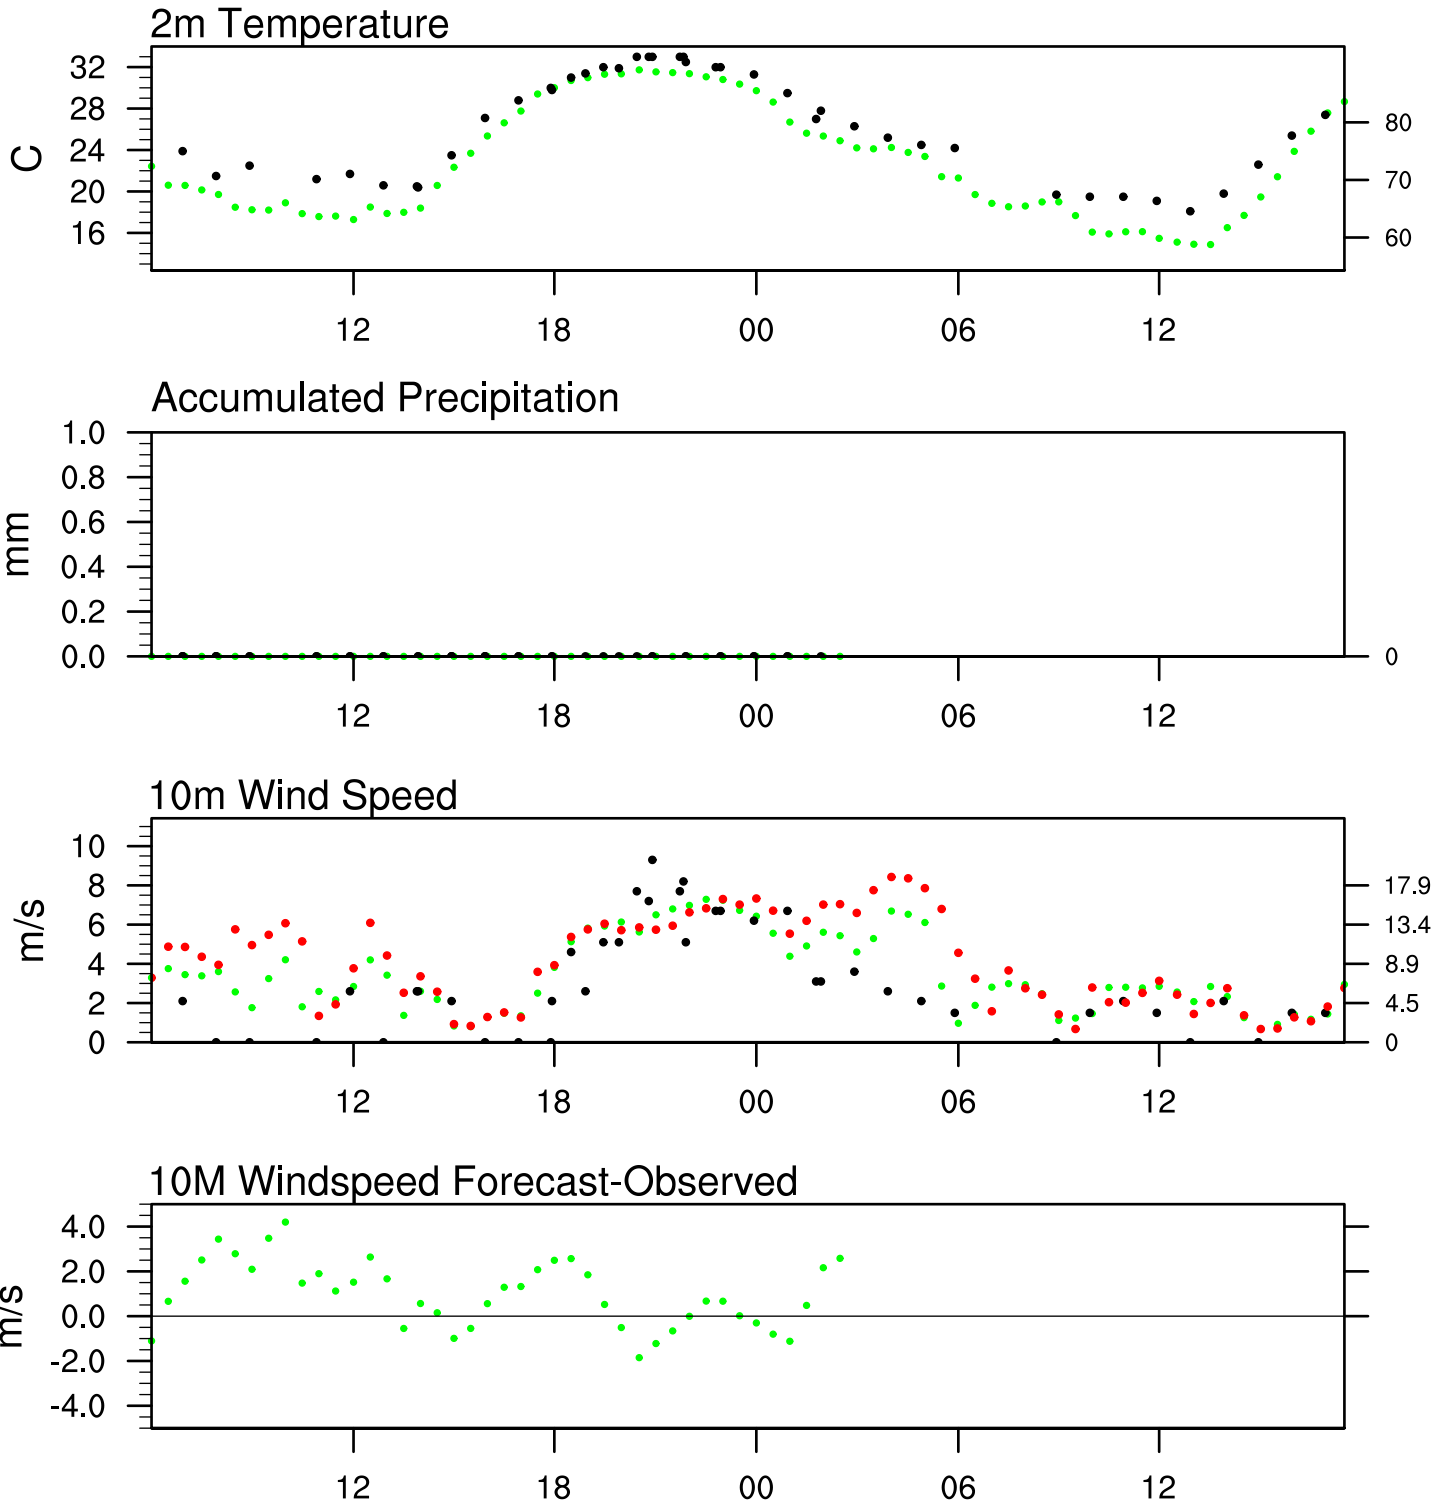 2m Temperature
32
28
24
20
16
C
80
70
60
12 18 00 06 12
Accumulated Precipitation
1.0
0.8
0.6
0.4
0.2
0.0
mm
0
12 18 00 06 12
10m Wind Speed
10
8
6
4
2
0
m/s
17.9
13.4
8.9
4.5
0
12 18 00 06 12
10M Windspeed Forecast-Observed
4.0
2.0
0.0
-2.0
-4.0
m/s
12 18 00 06 12